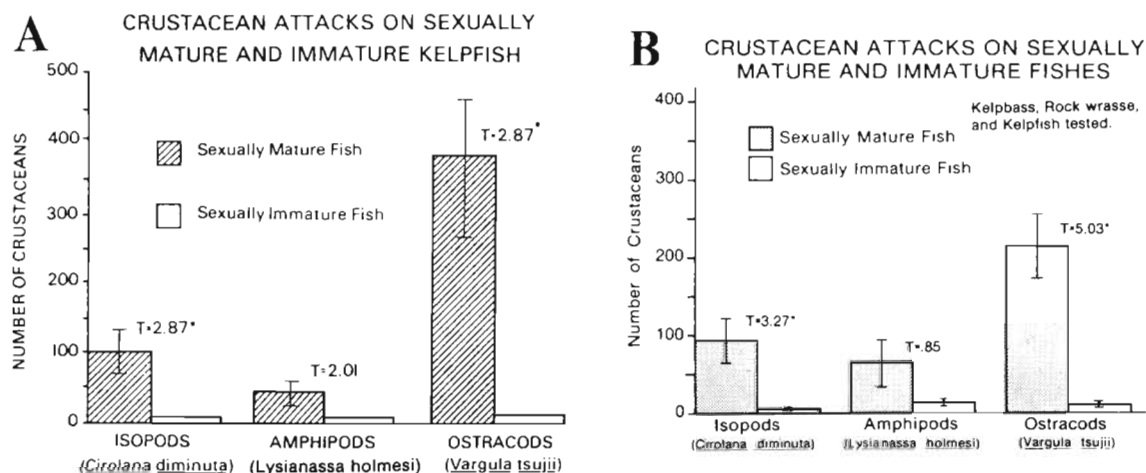 A
CRUSTACEAN ATTACKS ON SEXUALLY
MATURE AND IMMATURE KELPFISH
NUMBER OF CRUSTACEANS
500
400
300
200
100
0
Sexually Mature Fish
Sexually Immature Fish
T=2.87*
T=2.01
T=2.87*
ISOPODS
(Cirolana diminuta)
AMPHIPODS
(Lysianassa holmesi)
OSTRACODS
(Vargula tsujii)
B
CRUSTACEAN ATTACKS ON SEXUALLY
MATURE AND IMMATURE FISHES
Kelpbass, Rock wrasse,
and Kelpfish tested.
Number of Crustaceans
400
300
200
100
0
Sexually Mature Fish
Sexually Immature Fish
T=3.27*
T=.85
T=5.03*
Isopods
(Cirolana diminuta)
Amphipods
(Lysianassa holmesi)
Ostracods
(Vargula tsujii)